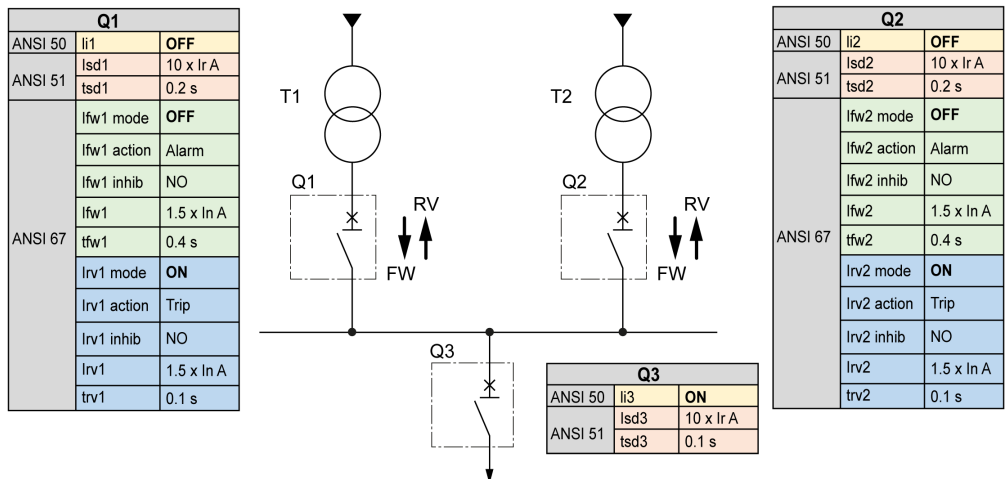 Q1
ANSI 50 Ii1 OFF
ANSI 51 Isd1 10 x Ir A
tsd1 0.2 s
ANSI 67 Ifw1 mode OFF
Ifw1 action Alarm
Ifw1 inhib NO
Ifw1 1.5 x In A
tfw1 0.4 s
Irv1 mode ON
Irv1 action Trip
Irv1 inhib NO
Irv1 1.5 x In A
trv1 0.1 s
T1
Q1
RV
FW
T2
Q2
RV
FW
Q3
Q3
ANSI 50 Ii3 ON
ANSI 51 Isd3 10 x Ir A
tsd3 0.1 s
Q2
ANSI 50 Ii2 OFF
ANSI 51 Isd2 10 x Ir A
tsd2 0.2 s
ANSI 67 Ifw2 mode OFF
Ifw2 action Alarm
Ifw2 inhib NO
Ifw2 1.5 x In A
tfw2 0.4 s
Irv2 mode ON
Irv2 action Trip
Irv2 inhib NO
Irv2 1.5 x In A
trv2 0.1 s